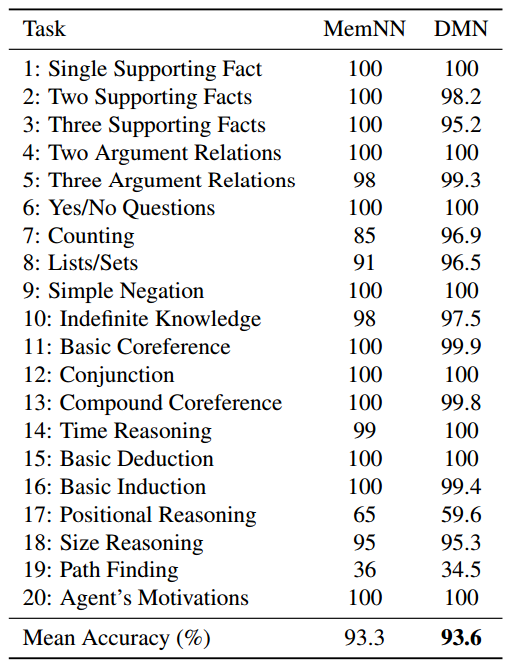 Task MemNN DMN
1: Single Supporting Fact 100 100
2: Two Supporting Facts 100 98.2
3: Three Supporting Facts 100 95.2
4: Two Argument Relations 100 100
5: Three Argument Relations 98 99.3
6: Yes/No Questions 100 100
7: Counting 85 96.9
8: Lists/Sets 91 96.5
9: Simple Negation 100 100
10: Indefinite Knowledge 98 97.5
11: Basic Coreference 100 99.9
12: Conjunction 100 100
13: Compound Coreference 100 99.8
14: Time Reasoning 99 100
15: Basic Deduction 100 100
16: Basic Induction 100 99.4
17: Positional Reasoning 65 59.6
18: Size Reasoning 95 95.3
19: Path Finding 36 34.5
20: Agent's Motivations 100 100
Mean Accuracy (%) 93.3 93.6